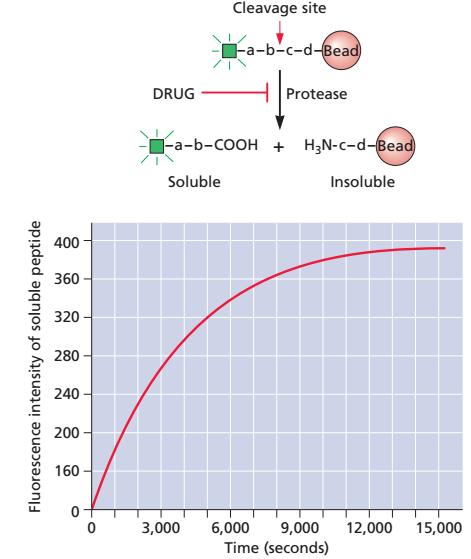 Cleavage site
a–b–c–d–Bead
DRUG
Protease
a–b–COOH + H₃N-c–d–Bead
Soluble
Insoluble
Fluorescence intensity of soluble peptide
400
360
320
280
240
200
160
0
0 3,000 6,000 9,000 12,000 15,000
Time (seconds)